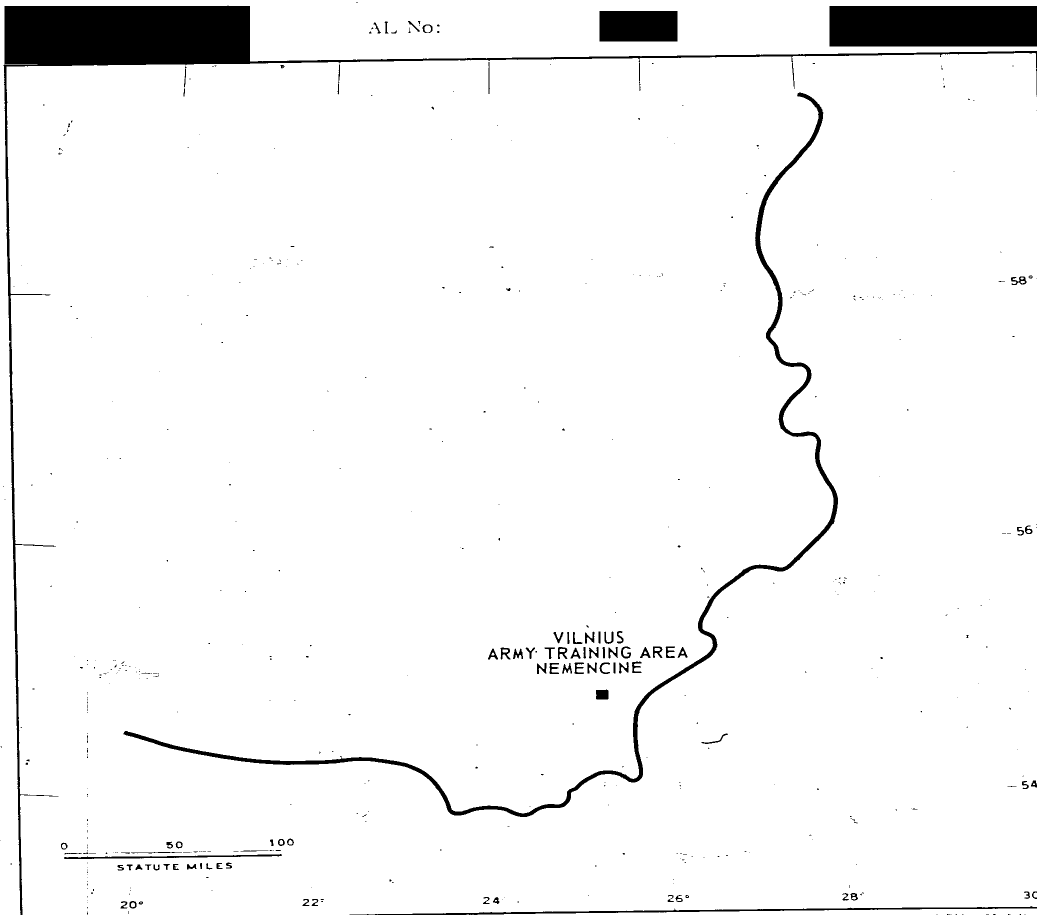 AL No:
58°
56°
VILNIUS
ARMY TRAINING AREA
NEMENCINE
54
0 50 100
STATUTE MILES
20° 22° 24 26° 28° 30